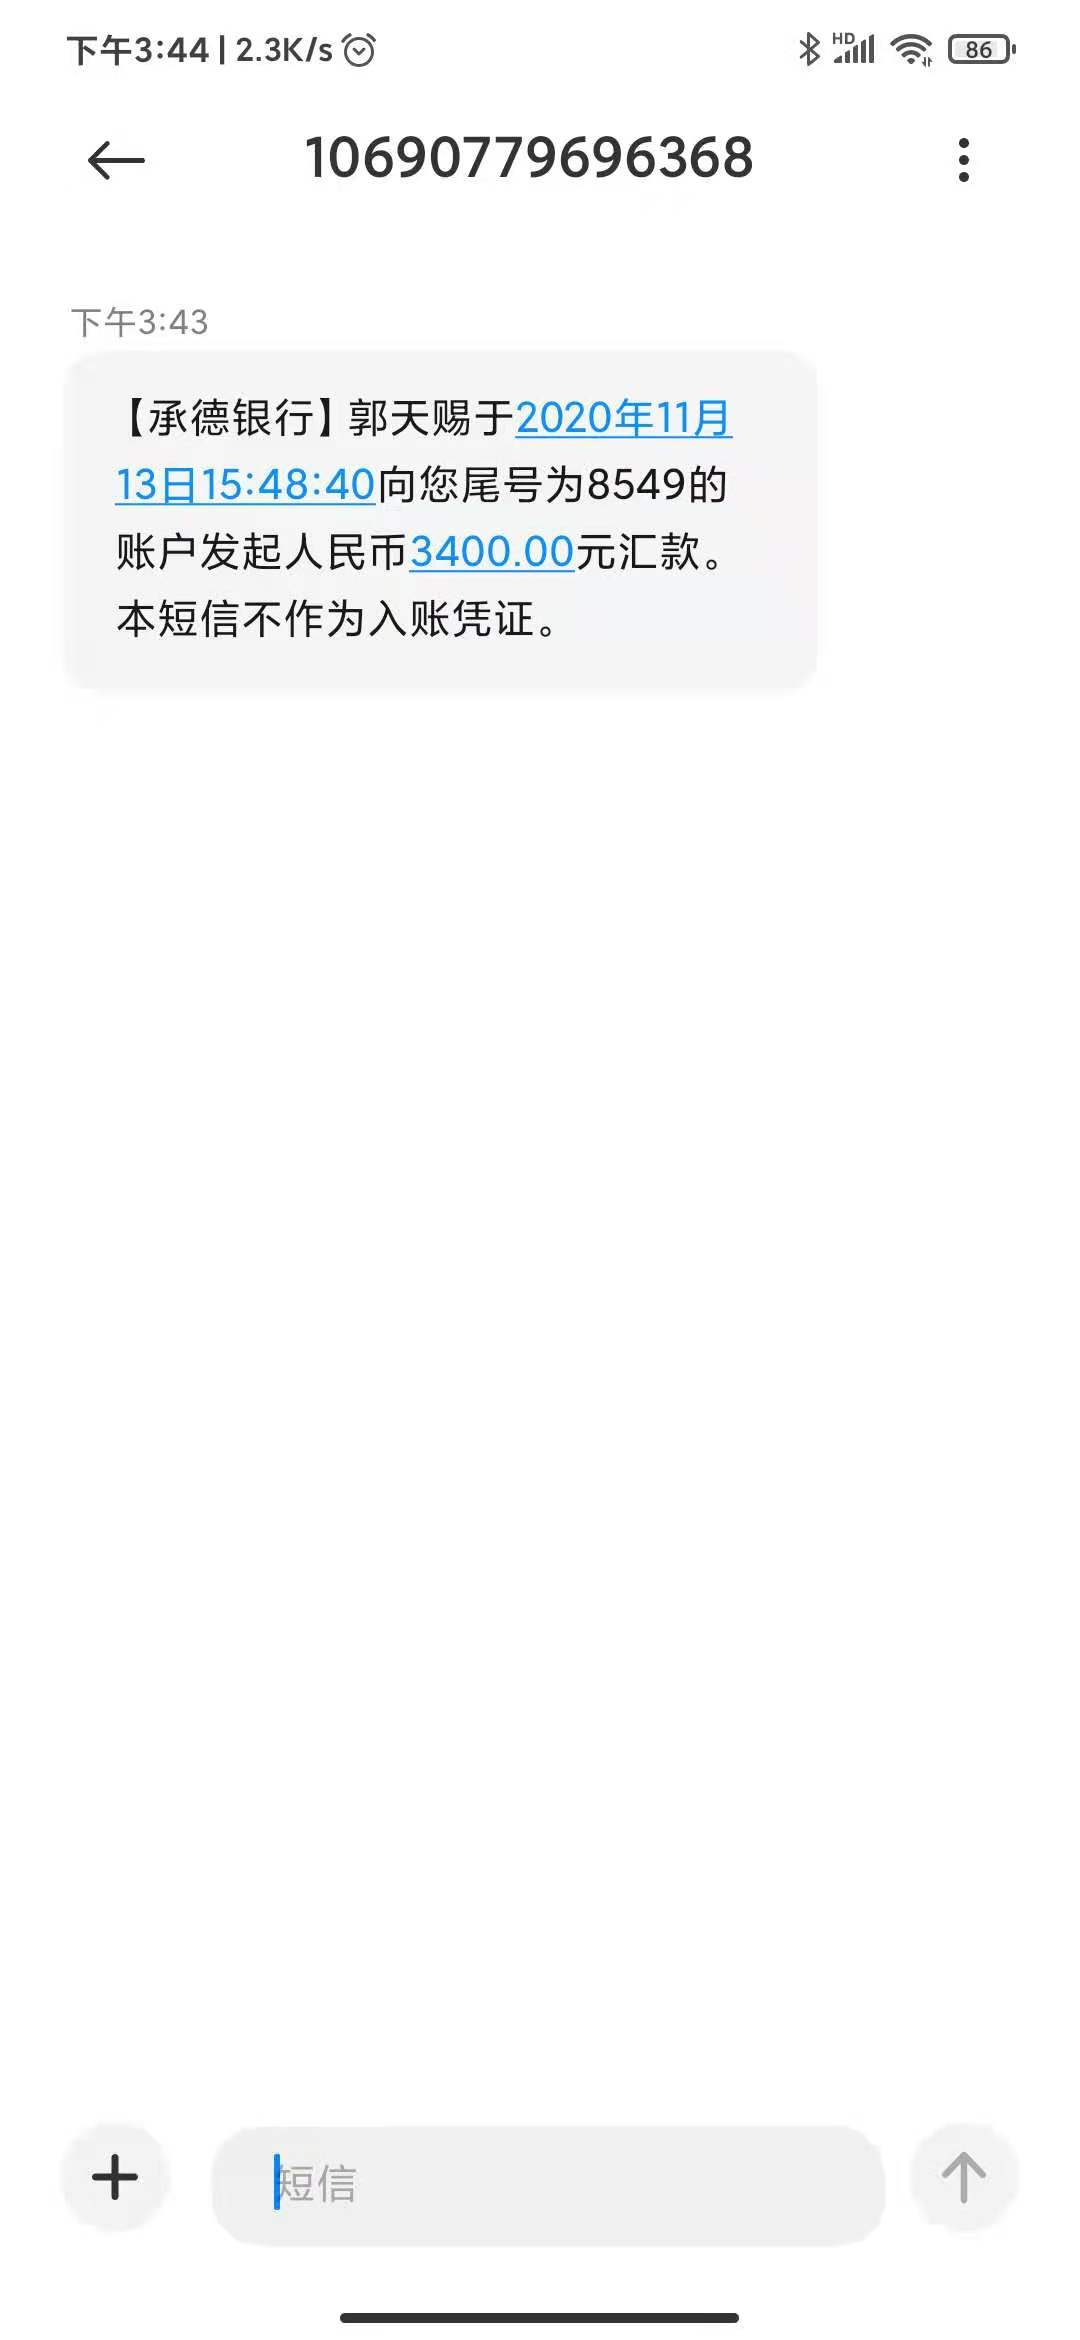 下午3:44 | 2.3K/s
HD
86
10690779696368
下午3:43
【承德银行】郭天赐于2020年11月
13日15:48:40向您尾号为8549的
账户发起人民币3400.00元汇款。
本短信不作为入账凭证。
短信